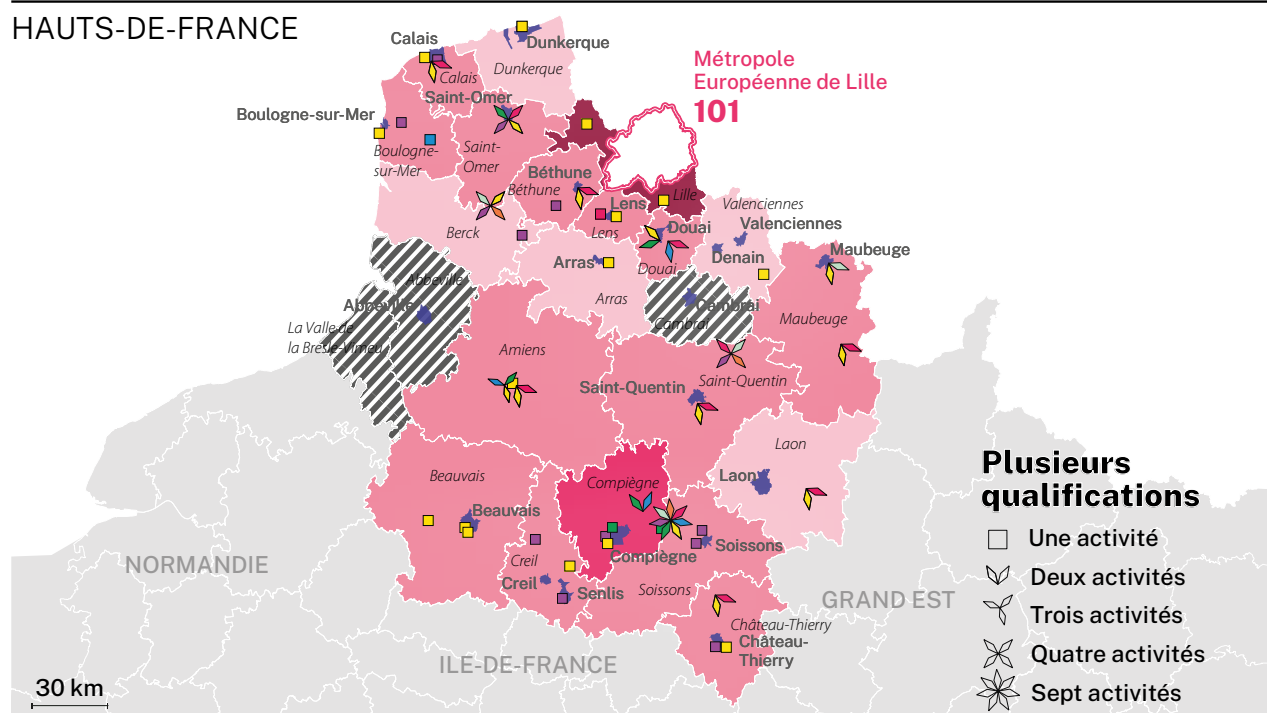 HAUTS-DE-FRANCE
Calais
Dunkerque
Dunkerque
Métropole
Européenne de Lille
101
Calais
Saint-Omer
Boulogne-sur-Mer
Boulogne-
sur-Mer
Saint-
Omer
Béthune
Béthune
Lens
Lille
Valenciennes
Valenciennes
Berck
Lens
Douai
Denain
Maubeuge
Arras
Douai
Abbeville
Arras
Abbeville
Cambrai
Cambrai
La Valle de
la Bresle-Vimeu
Maubeuge
Amiens
Saint-Quentin
Saint-Quentin
Laon
Laon
Beauvais
Compiègne
Beauvais
Compiègne
Soissons
Creil
Creil
Senlis
Soissons
Château-Thierry
Château-
Thierry
NORMANDIE
GRAND EST
ILE-DE-FRANCE
30 km
Plusieurs
qualifications
Une activité
Deux activités
Trois activités
Quatre activités
Sept activités